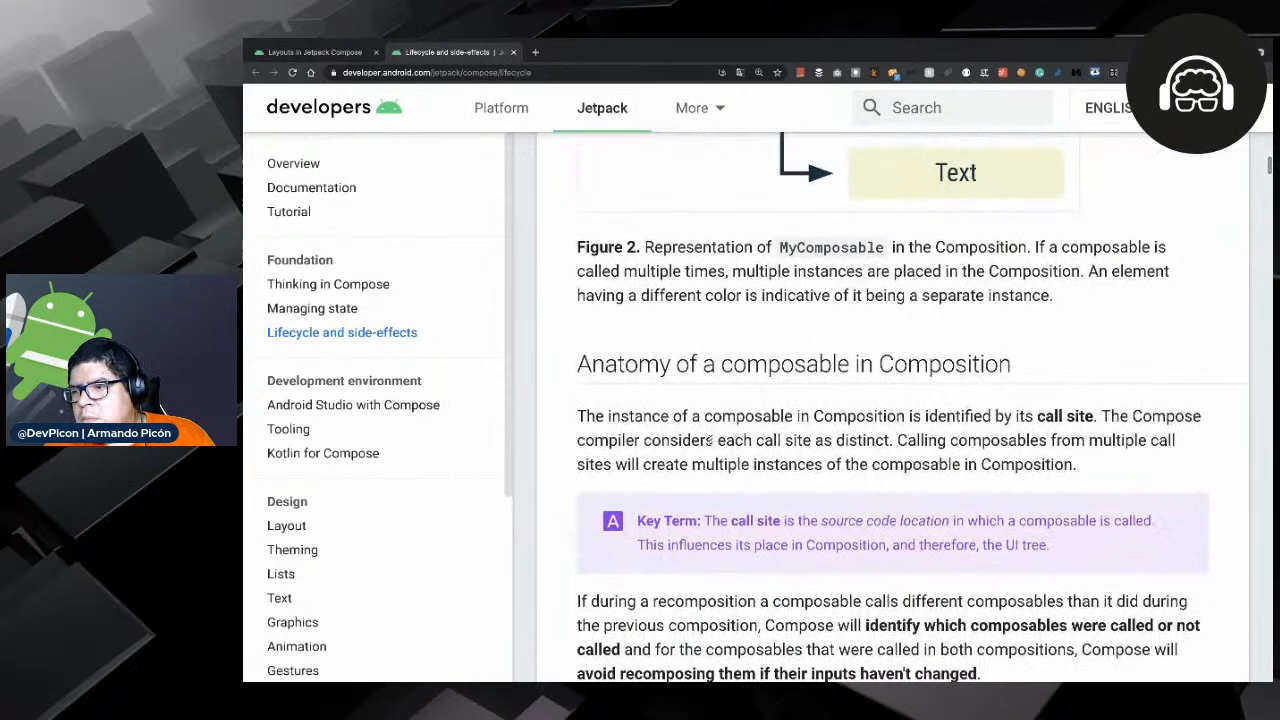 Layouts in Jetpack Compose
Lifecycle and side-effects
developer.android.com/jetpack/compose/lifecycle
developers
Platform
Jetpack
More
Search
ENGLIS
Overview
Documentation
Tutorial
Foundation
Thinking in Compose
Managing state
Lifecycle and side-effects
Development environment
Android Studio with Compose
Tooling
Kotlin for Compose
Design
Layout
Theming
Lists
Text
Graphics
Animation
Gestures
Text
Figure 2. Representation of MyComposable in the Composition. If a composable is
called multiple times, multiple instances are placed in the Composition. An element
having a different color is indicative of it being a separate instance.
Anatomy of a composable in Composition
The instance of a composable in Composition is identified by its call site. The Compose
compiler considers each call site as distinct. Calling composables from multiple call
sites will create multiple instances of the composable in Composition.
A
Key Term: The call site is the source code location in which a composable is called.
This influences its place in Composition, and therefore, the UI tree.
If during a recomposition a composable calls different composables than it did during
the previous composition, Compose will identify which composables were called or not
called and for the composables that were called in both compositions, Compose will
avoid recomposing them if their inputs haven't changed.
@DevPicon | Armando Picón